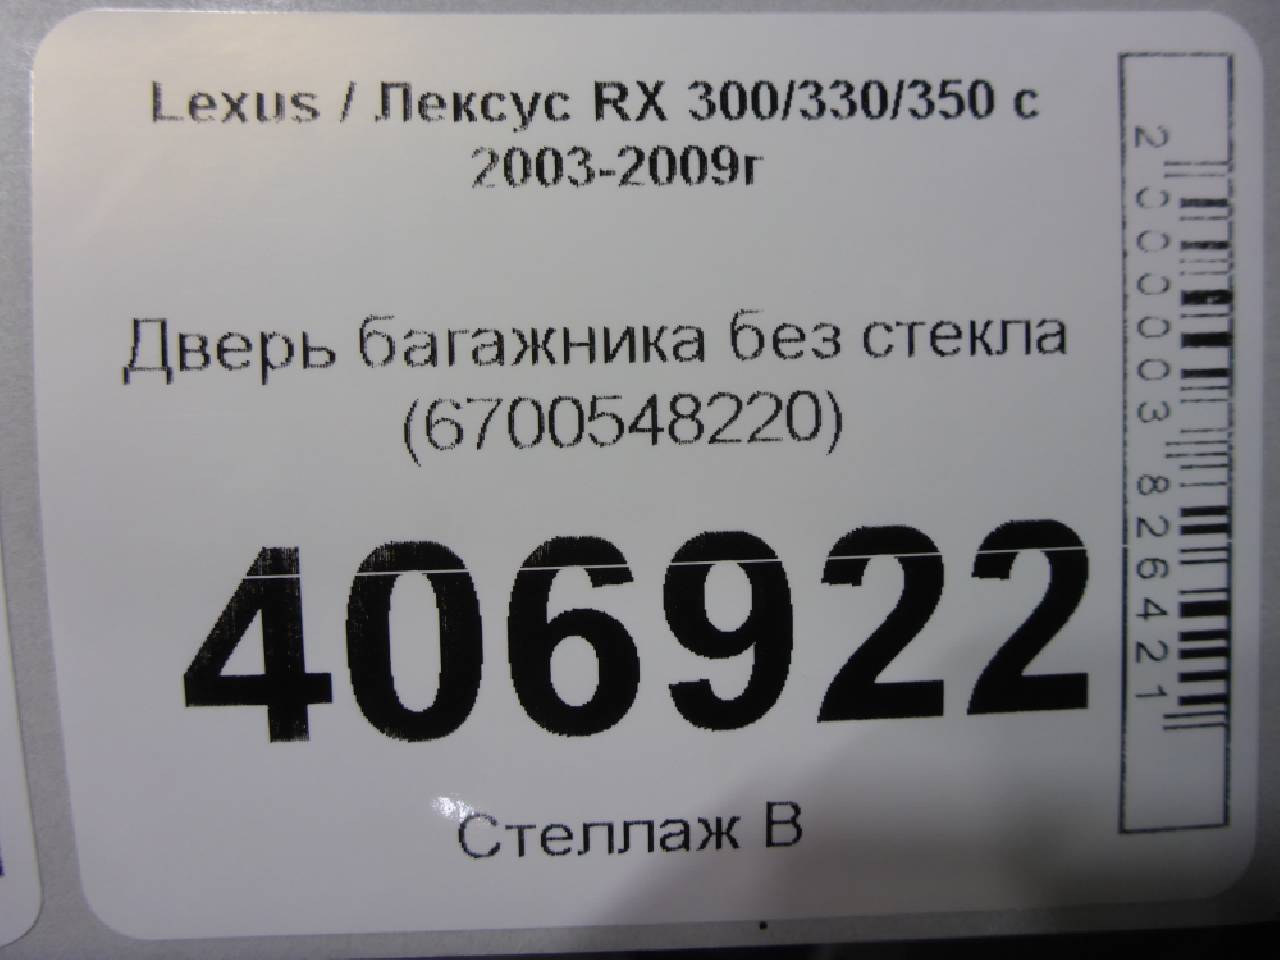 Lexus / Лексус RX 300/330/350 с
2003-2009г
Дверь багажника без стекла
(6700548220)
406922
Стеллаж В
2000003826421